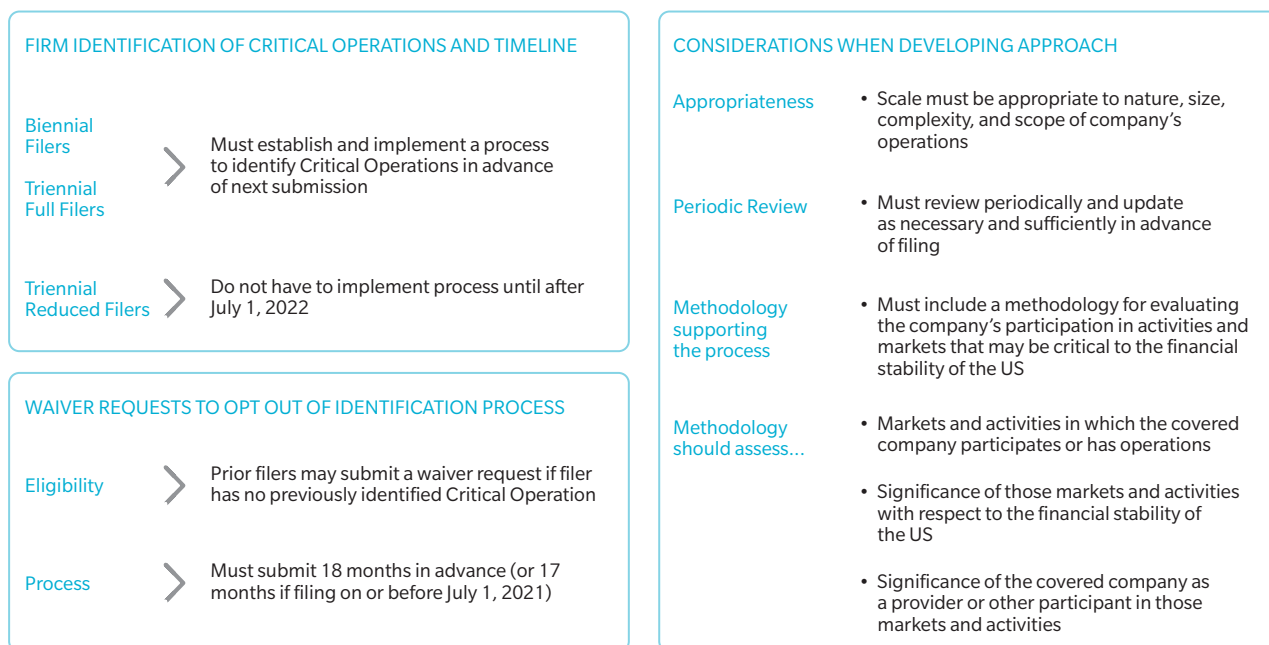 FIRM IDENTIFICATION OF CRITICAL OPERATIONS AND TIMELINE
Biennial
Filers
Triennial
Full Filers
Must establish and implement a process
to identify Critical Operations in advance
of next submission
Triennial
Reduced Filers
Do not have to implement process until after
July 1, 2022
WAIVER REQUESTS TO OPT OUT OF IDENTIFICATION PROCESS
Eligibility
Prior filers may submit a waiver request if filer
has no previously identified Critical Operation
Process
Must submit 18 months in advance (or 17
months if filing on or before July 1, 2021)
CONSIDERATIONS WHEN DEVELOPING APPROACH
Appropriateness
• Scale must be appropriate to nature, size,
complexity, and scope of company’s
operations
Periodic Review
• Must review periodically and update
as necessary and sufficiently in advance
of filing
Methodology
supporting
the process
• Must include a methodology for evaluating
the company’s participation in activities and
markets that may be critical to the financial
stability of the US
Methodology
should assess...
• Markets and activities in which the covered
company participates or has operations
• Significance of those markets and activities
with respect to the financial stability of
the US
• Significance of the covered company as
a provider or other participant in those
markets and activities